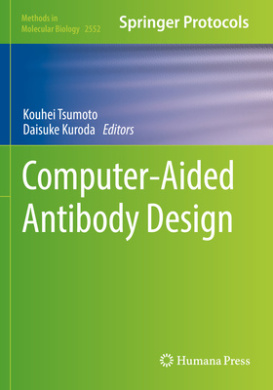 Methods in
Molecular Biology 2552
Springer Protocols
Kouhei Tsumoto
Daisuke Kuroda Editors
Computer-Aided
Antibody Design
Humana Press